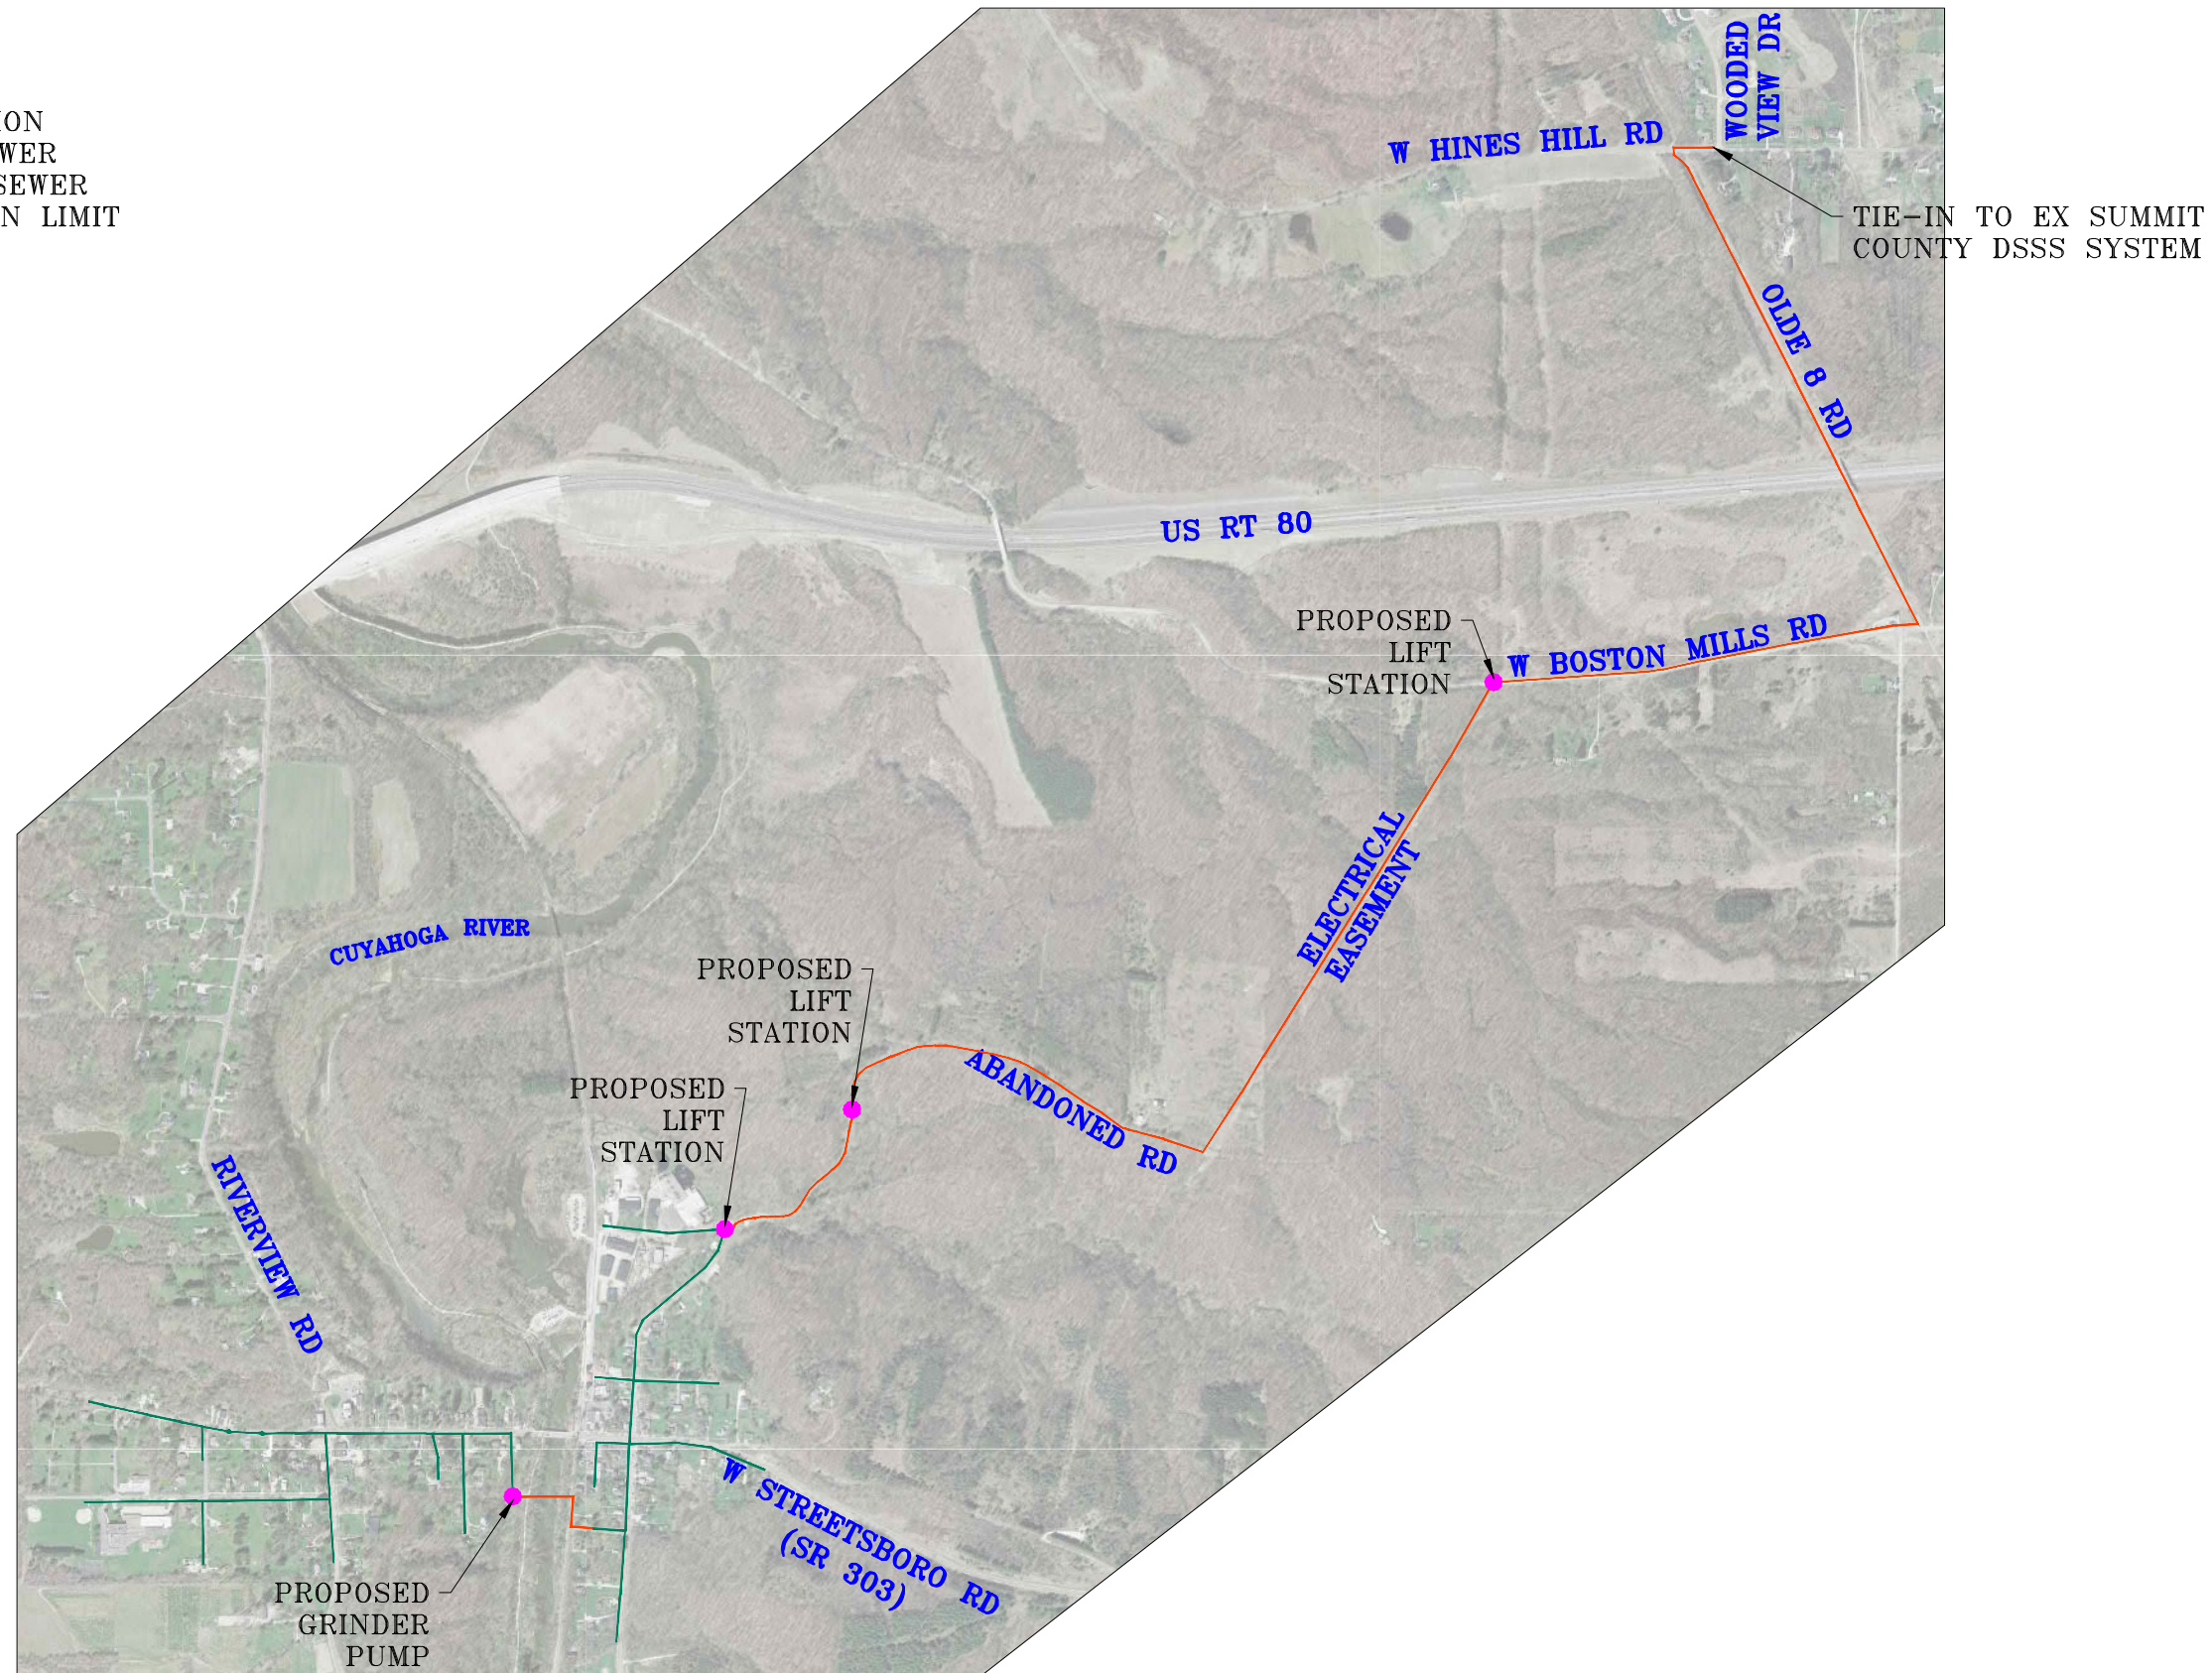 ION
WER
SEWER
N LIMIT
WOODED
VIEW DR
W HINES HILL RD
TIE-IN TO EX SUMMIT
COUNTY DSSS SYSTEM
OLDE 8 RD
US RT 80
PROPOSED
LIFT
STATION
W BOSTON MILLS RD
ELECTRICAL
EASEMENT
CUYAHOGA RIVER
PROPOSED
LIFT
STATION
ABANDONED RD
PROPOSED
LIFT
STATION
RIVERVIEW RD
W STREETSBORO RD
(SR 303)
PROPOSED
GRINDER
PUMP